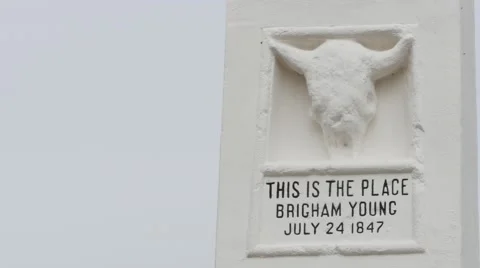 THIS IS THE PLACE
BRIGHAM YOUNG
JULY 24 1847